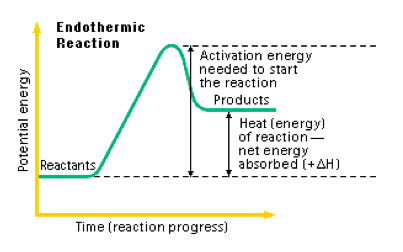 Endothermic
Reaction
Potential energy
Activation energy
needed to start
the reaction
Products
Heat (energy)
of reaction —
net energy
absorbed (+ΔH)
Reactants
Time (reaction progress)